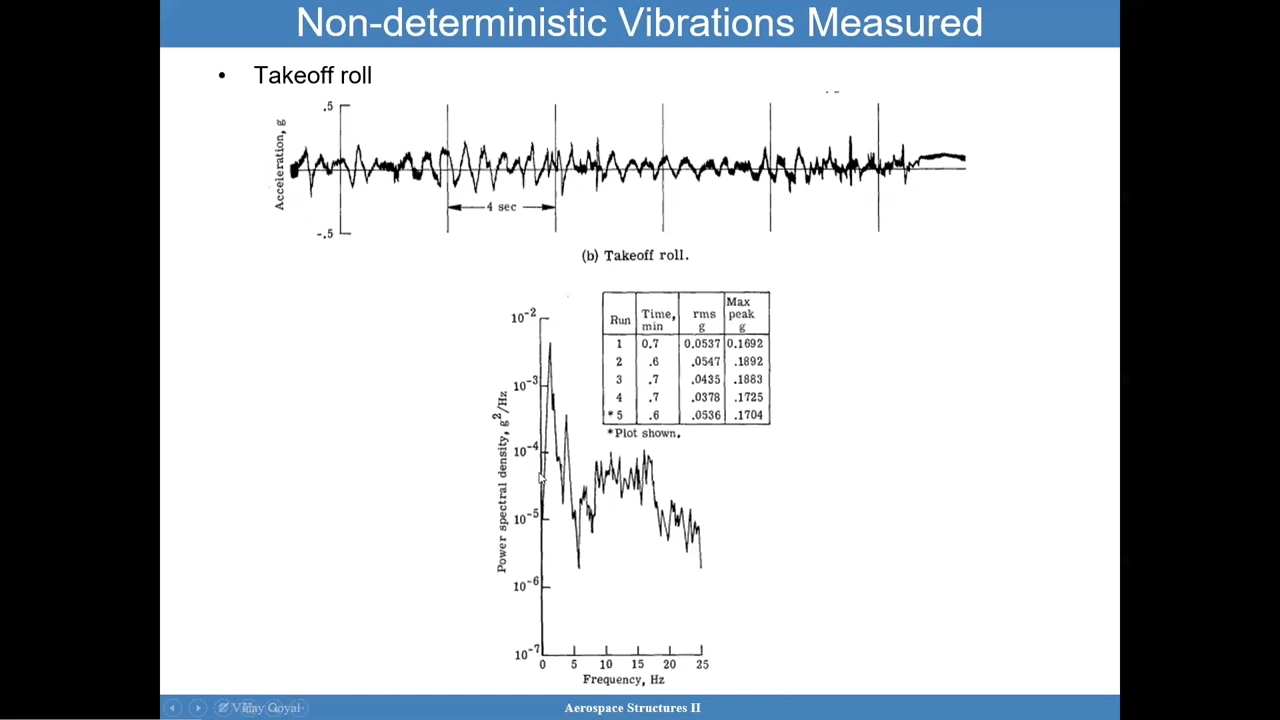 Non-deterministic Vibrations Measured
• Takeoff roll
.5
Acceleration, g
4 sec
-.5
(b) Takeoff roll.
Run Time, min rms g Max peak g
1 0.7 0.0537 0.1692
2 .6 .0547 .1892
3 .7 .0435 .1883
4 .7 .0378 .1725
*5 .6 .0536 .1704
*Plot shown.
Power spectral density, g²/Hz
10⁻²
10⁻³
10⁻⁴
10⁻⁵
10⁻⁶
10⁻⁷
0 5 10 15 20 25
Frequency, Hz
Vijay Goyal
Aerospace Structures II